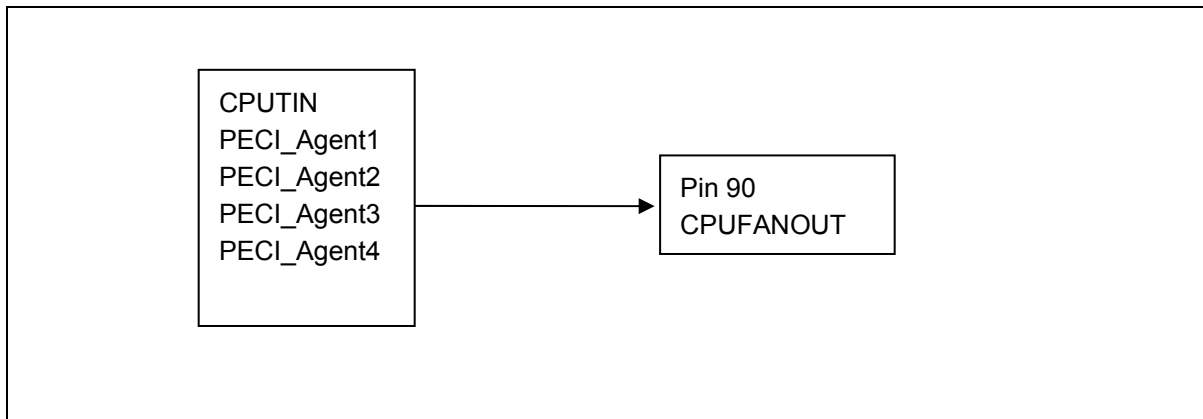 CPUTIN
PECI_Agent1
PECI_Agent2
PECI_Agent3
PECI_Agent4
Pin 90
CPUFANOUT